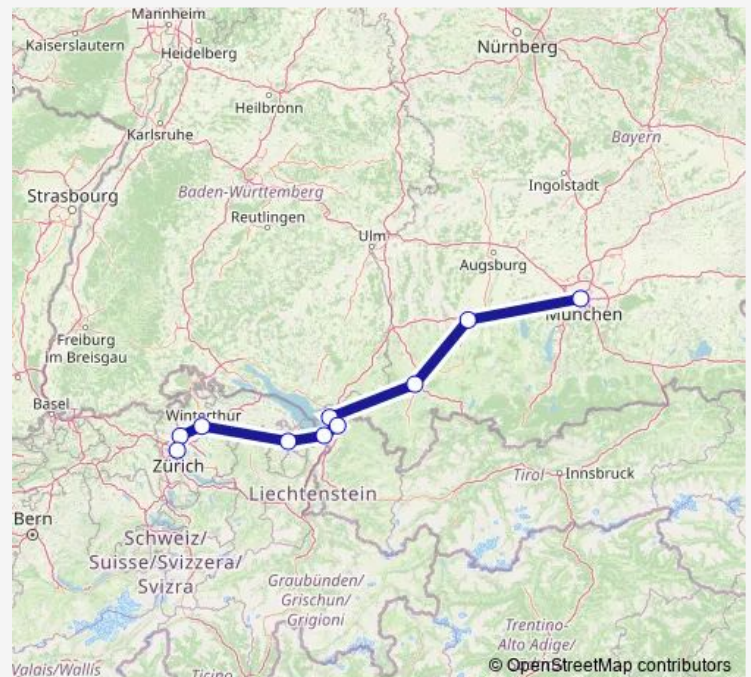 Mannheim
Kaiserslautern
Heidelberg
Nürnberg
Heilbronn
Karlsruhe
Bayern
Strasbourg
Baden-Württemberg
Ingolstadt
Reutlingen
Ulm
Augsburg
München
Freiburg
im Breisgau
Basel
Winterthur
Zürich
Tirol
Innsbruck
Liechtenstein
Bern
Schweiz/
Suisse/Svizzera/
Svizra
Graubünden/
Grischun/
Grigioni
Trentino-
Alto Adige/
Valais/Wallis
Ticino
© OpenStreetMap contributors